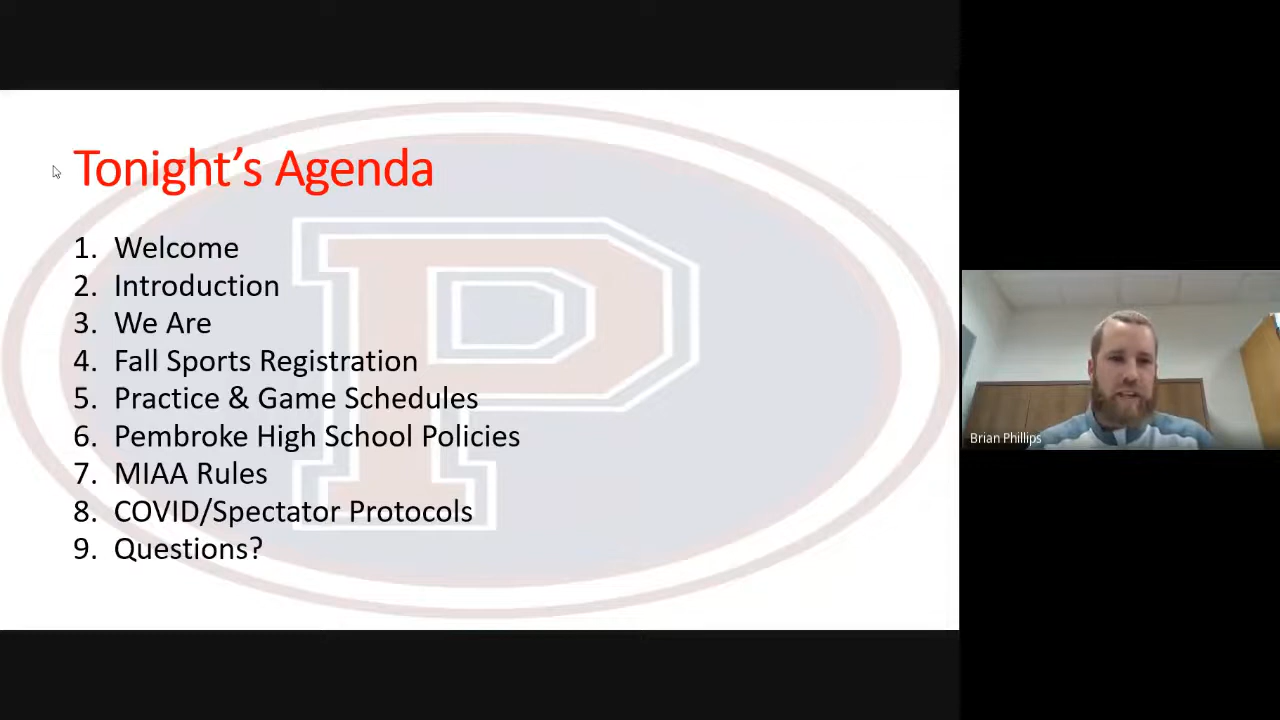 Tonight’s Agenda
1. Welcome
2. Introduction
3. We Are
4. Fall Sports Registration
5. Practice & Game Schedules
6. Pembroke High School Policies
7. MIAA Rules
8. COVID/Spectator Protocols
9. Questions?
P
Brian Phillips